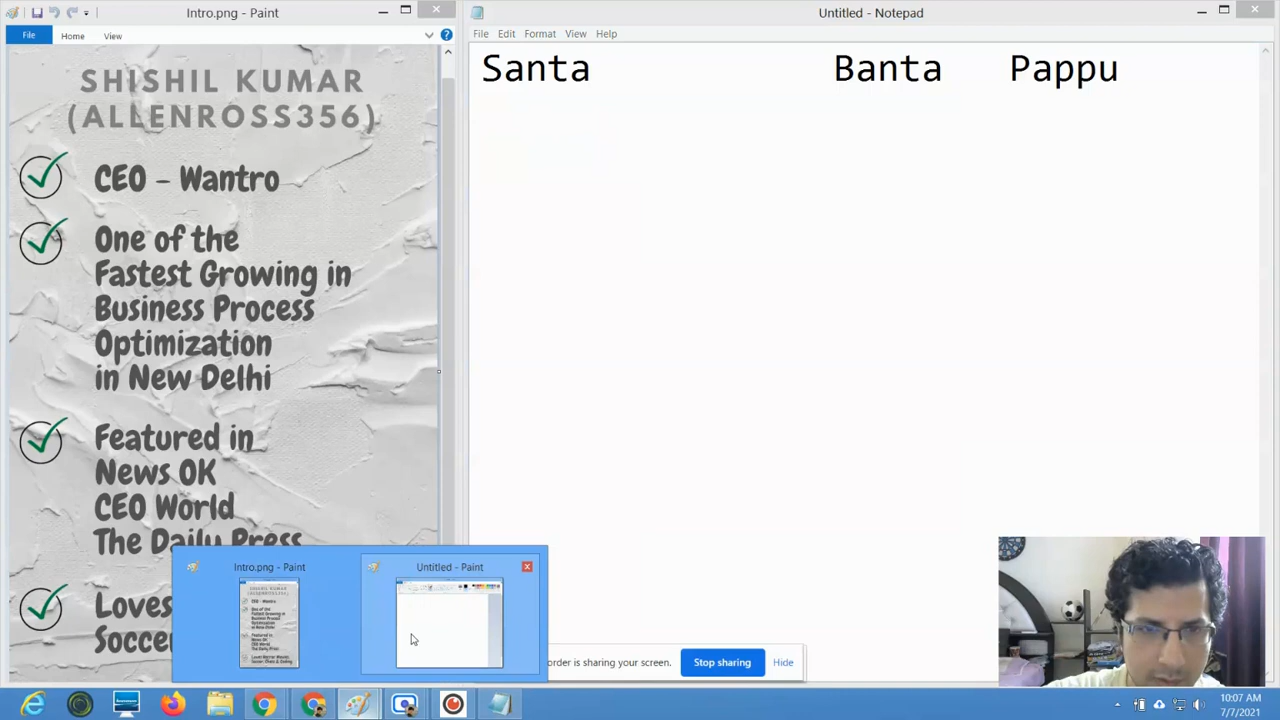 Intro.png - Paint
File
Home
View
SHISHIL KUMAR
(ALLENROSS356)
CEO - Wantro
One of the
Fastest Growing in
Business Process
Optimization
in New Delhi
Featured in
News OK
CEO World
The Daily Press
Loves
Socce
Untitled - Notepad
File Edit Format View Help
Santa Banta Pappu
Intro.png - Paint
Untitled - Paint
order is sharing your screen.
Stop sharing
Hide
10:07 AM
7/7/2021